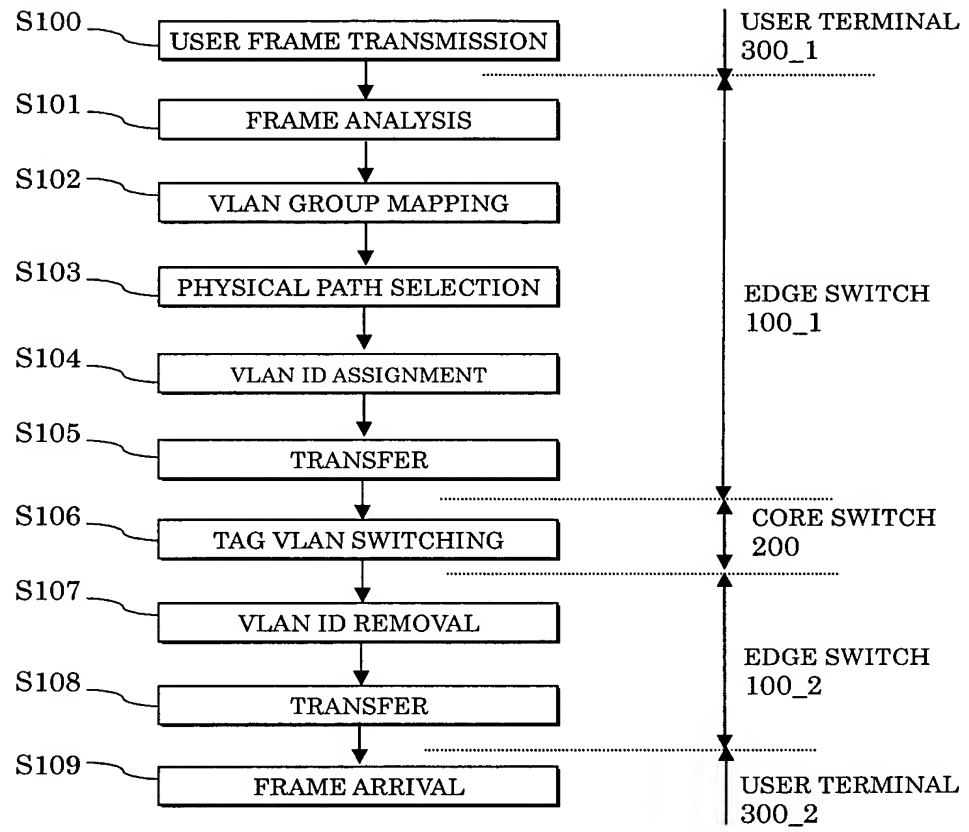 S100
USER FRAME TRANSMISSION
USER TERMINAL
300_1
S101
FRAME ANALYSIS
S102
VLAN GROUP MAPPING
S103
PHYSICAL PATH SELECTION
EDGE SWITCH
100_1
S104
VLAN ID ASSIGNMENT
S105
TRANSFER
S106
TAG VLAN SWITCHING
CORE SWITCH
200
S107
VLAN ID REMOVAL
EDGE SWITCH
100_2
S108
TRANSFER
S109
FRAME ARRIVAL
USER TERMINAL
300_2